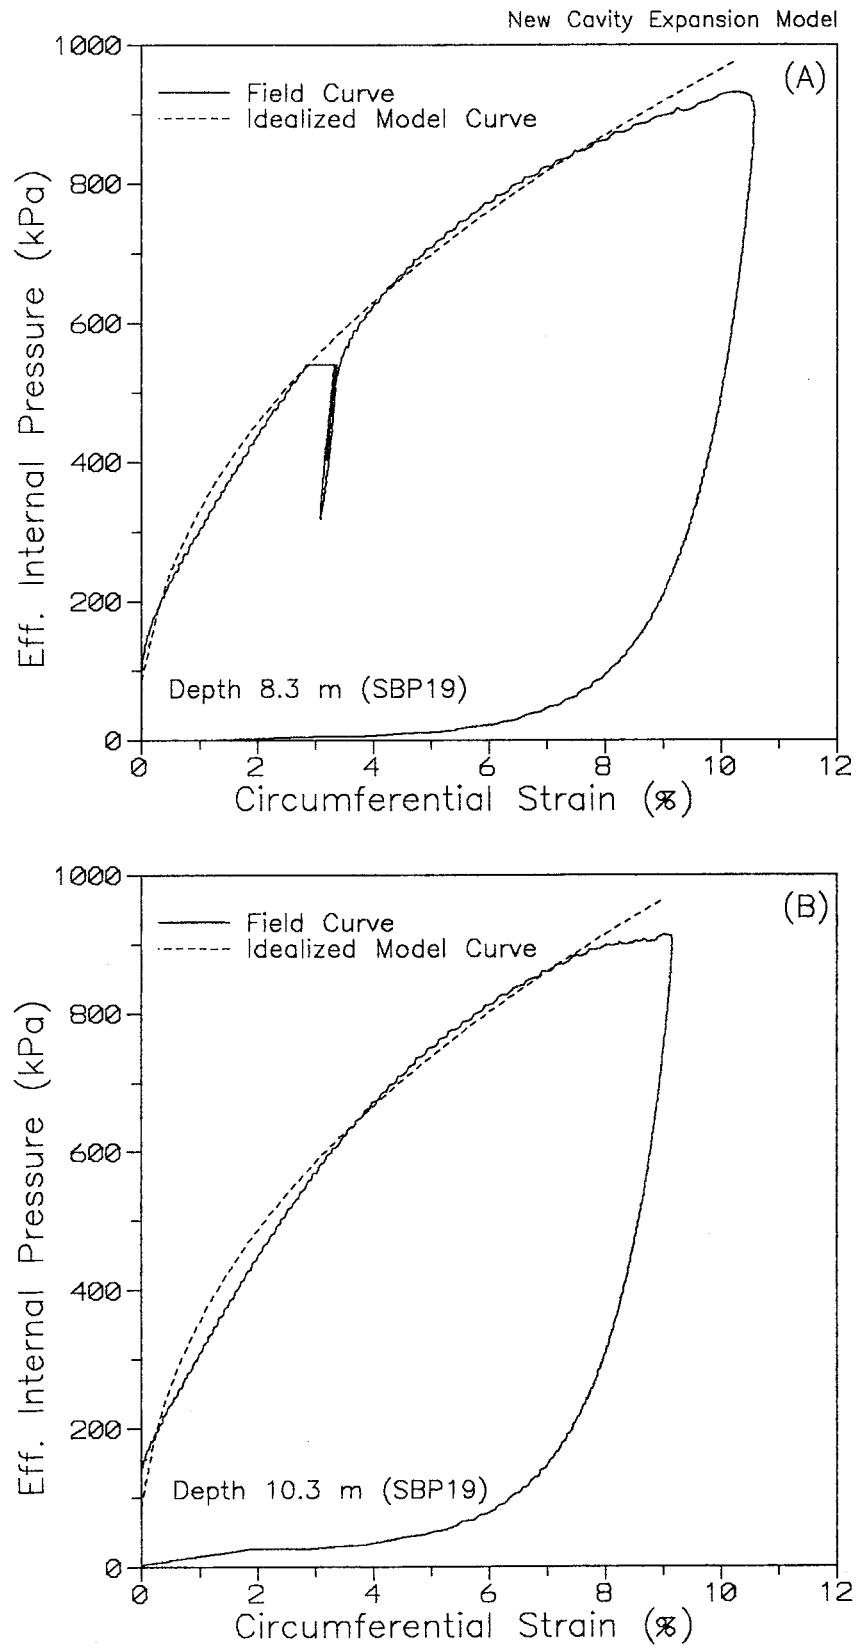 New Cavity Expansion Model
(A)
Field Curve
Idealized Model Curve
1000
800
600
400
200
0
Eff. Internal Pressure (kPa)
Depth 8.3 m (SBP19)
0 2 4 6 8 10 12
Circumferential Strain (%)
(B)
Field Curve
Idealized Model Curve
1000
800
600
400
200
0
Eff. Internal Pressure (kPa)
Depth 10.3 m (SBP19)
0 2 4 6 8 10 12
Circumferential Strain (%)